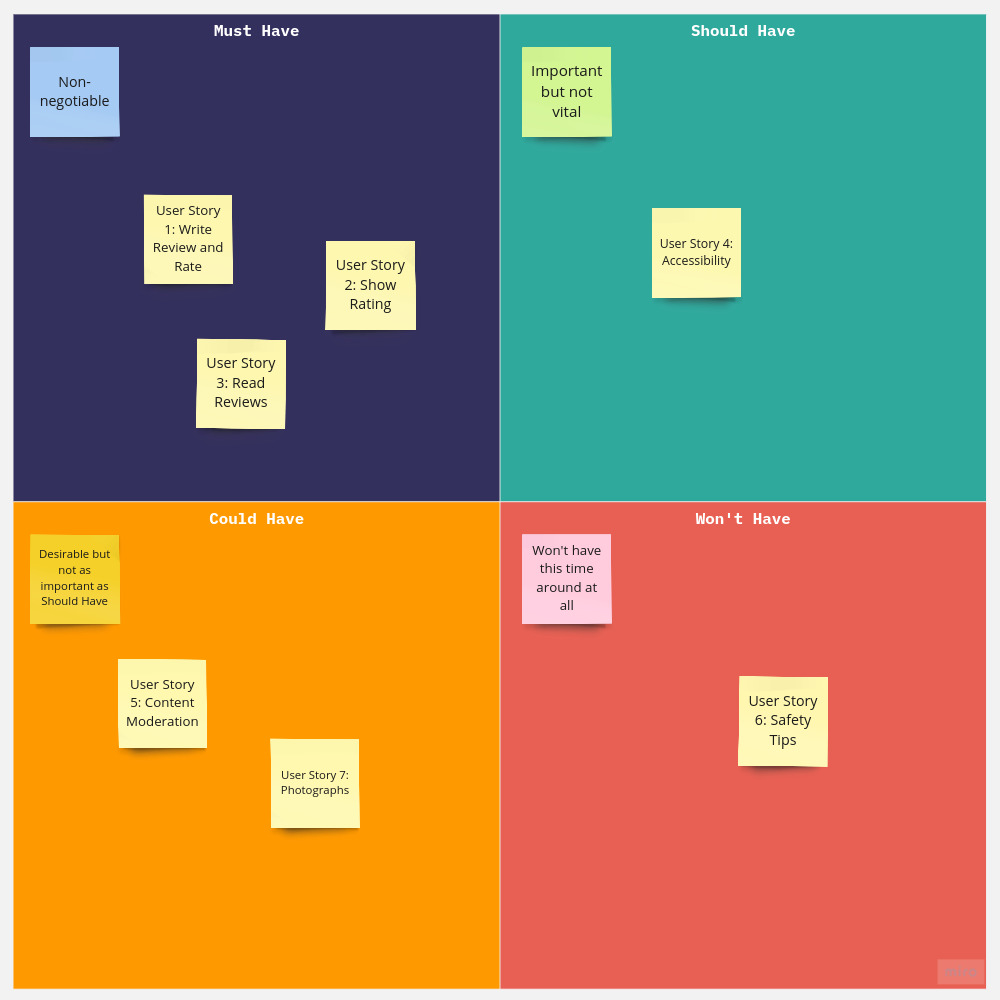 Must Have
Non-
negotiable
User Story
1: Write
Review and
Rate
User Story
2: Show
Rating
User Story
3: Read
Reviews
Should Have
Important
but not
vital
User Story 4:
Accessibility
Could Have
Desirable but
not as
important as
Should Have
User Story
5: Content
Moderation
User Story 7:
Photographs
Won't Have
Won't have
this time
around at
all
User Story
6: Safety
Tips